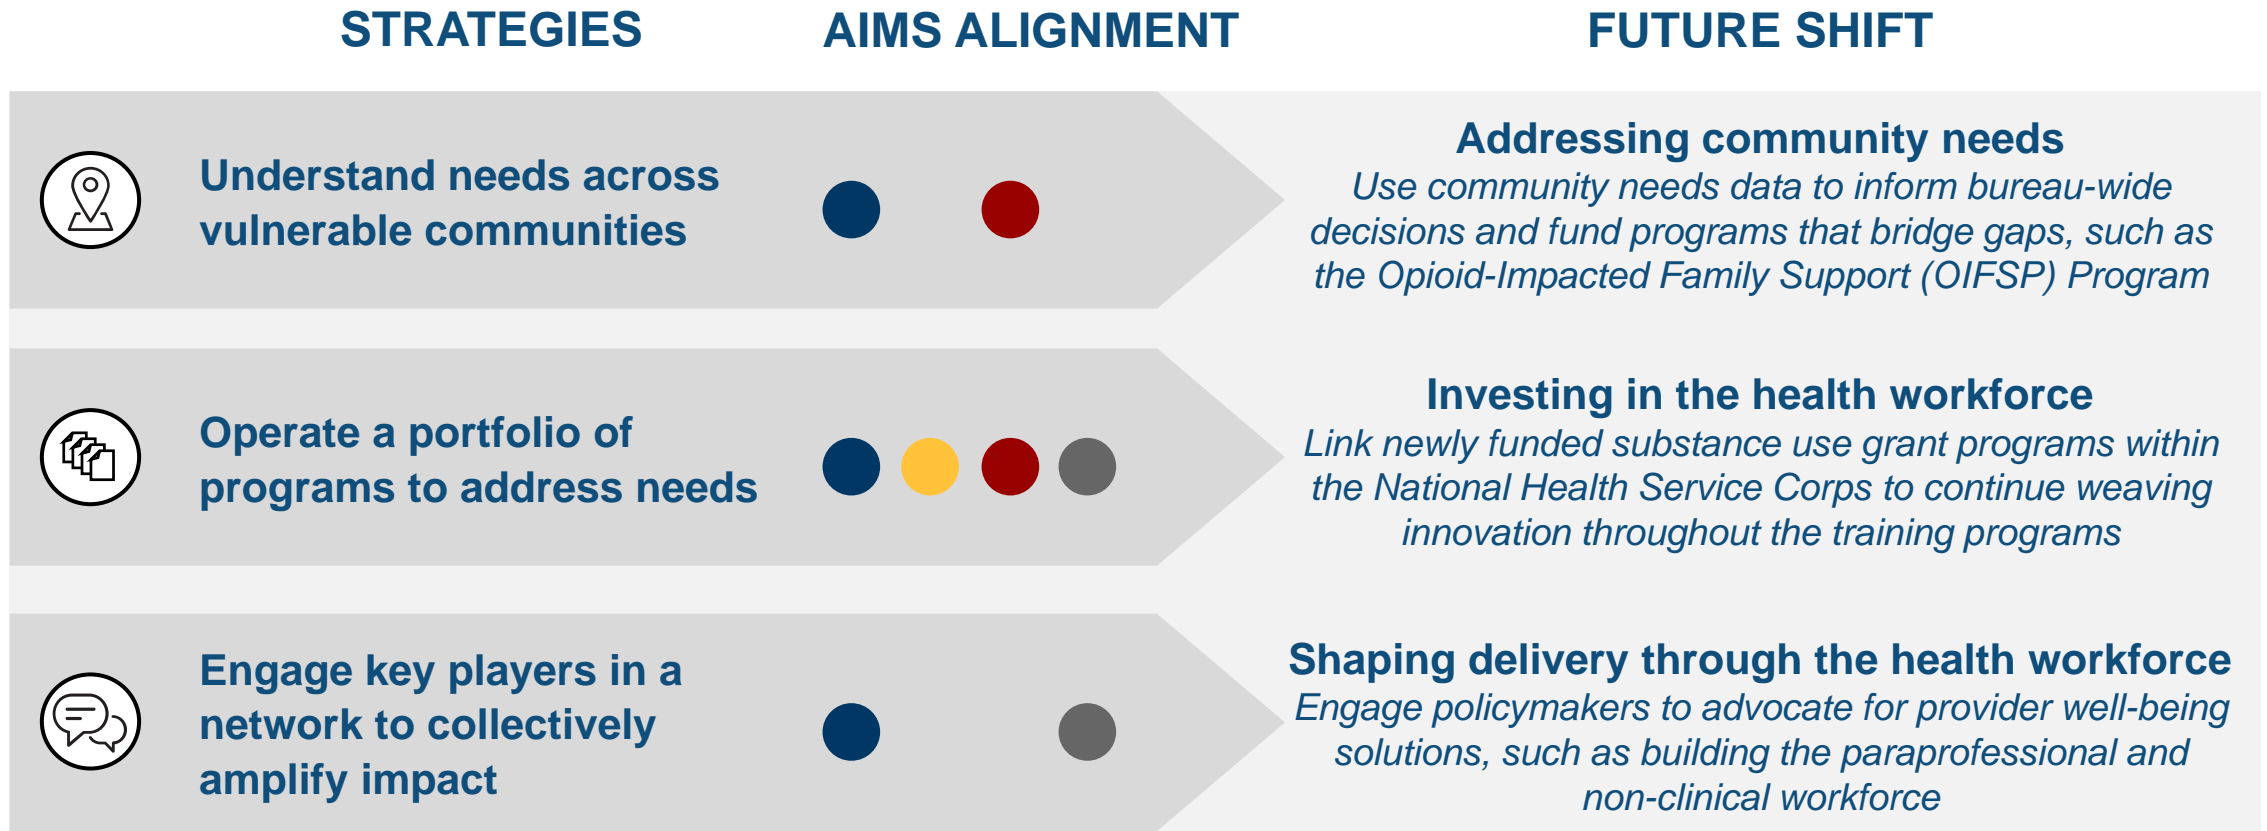 STRATEGIES
AIMS ALIGNMENT
FUTURE SHIFT
Understand needs across
vulnerable communities
Addressing community needs
Use community needs data to inform bureau-wide
decisions and fund programs that bridge gaps, such as
the Opioid-Impacted Family Support (OIFSP) Program
Operate a portfolio of
programs to address needs
Investing in the health workforce
Link newly funded substance use grant programs within
the National Health Service Corps to continue weaving
innovation throughout the training programs
Engage key players in a
network to collectively
amplify impact
Shaping delivery through the health workforce
Engage policymakers to advocate for provider well-being
solutions, such as building the paraprofessional and
non-clinical workforce